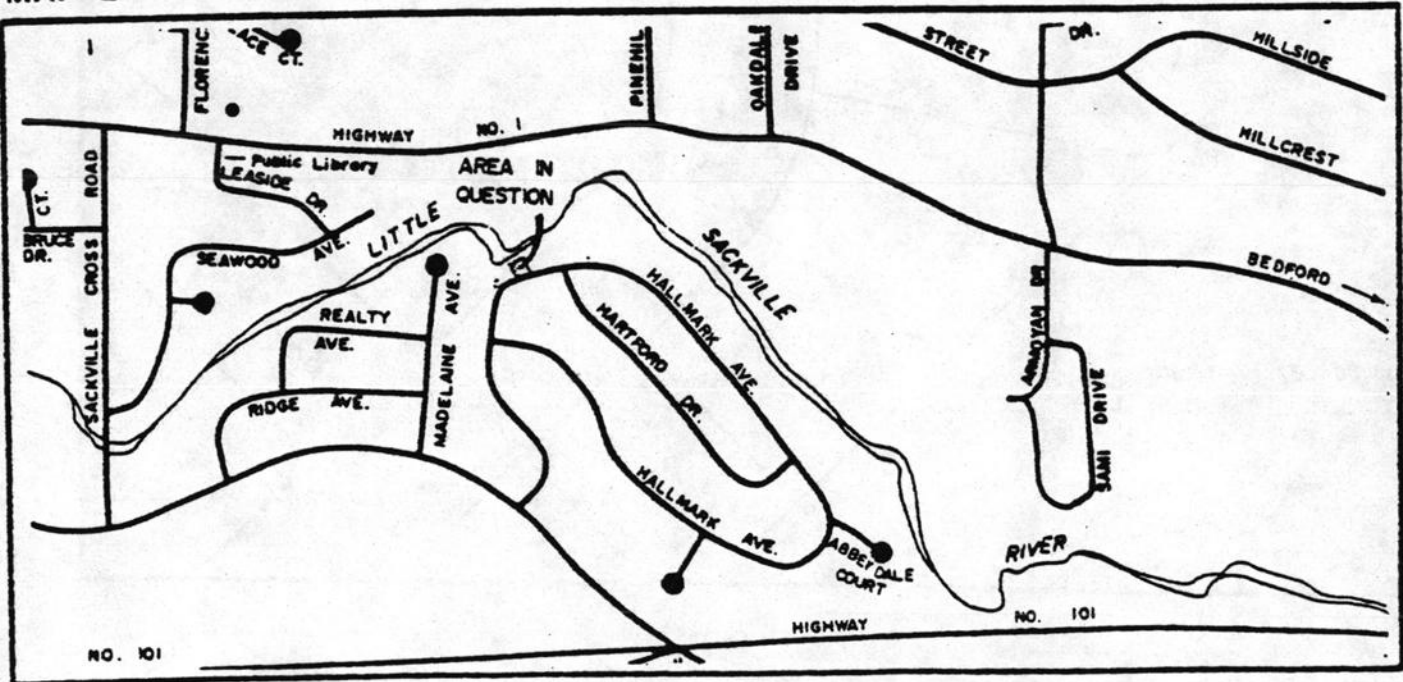 FLORENC
ACE
CT.
PINEHIL
OAKDALE
DRIVE
STREET
DR.
HILLSIDE
HILLCREST
HIGHWAY
NO. 1
Public Library
LEASIDE
DR.
AREA IN
QUESTION
SACKVILLE CROSS ROAD
CT.
BRUCE
DR.
SEAWOOD
AVE.
LITTLE
SACKVILLE
BEDFORD
REALTY
AVE.
MADELAINE AVE.
HALLMARK
AVE.
HARTFORD
DR.
DR
SAMI DRIVE
RIDGE AVE.
HALLMARK
AVE.
ABBEYDALE
COURT
RIVER
HIGHWAY
NO. 101
NO. 101